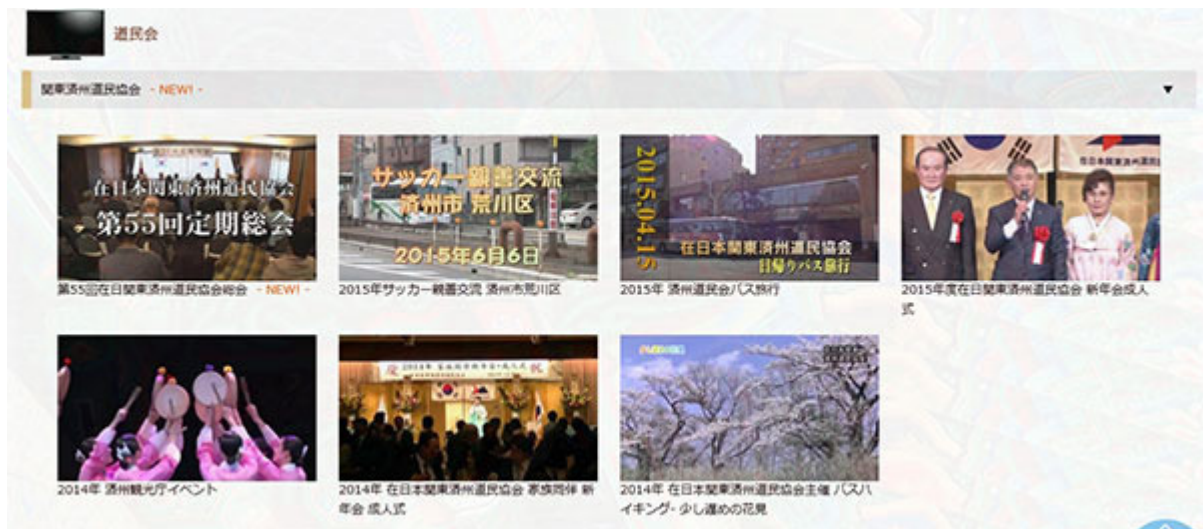 道民会
関東済州道民協会 - NEW! -
▼
在日本関東済州道民協会
第55回定期総会
サッカー親善交流
済州市 荒川区
2015年6月6日
2015.04.15
在日本関東済州道民協会
日帰りバス旅行
第55回在日関東済州道民協会総会 - NEW! -
2015年サッカー親善交流 済州市荒川区
2015年 済州道民会バス旅行
2015年度在日関東済州道民協会 新年会成人
式
2014年 済州観光庁イベント
2014年 在日本関東済州道民協会 家族同伴 新
年会 成人式
2014年 在日本関東済州道民協会主催 バスハ
イキング- 少し遅めの花見